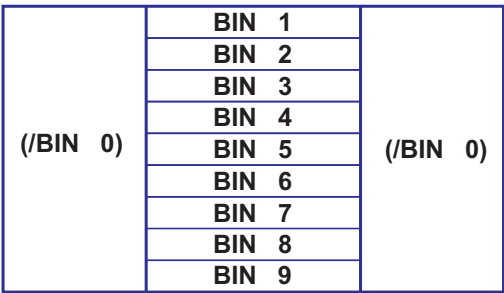 BIN 1
BIN 2
BIN 3
BIN 4
(/BIN 0) BIN 5 (/BIN 0)
BIN 6
BIN 7
BIN 8
BIN 9